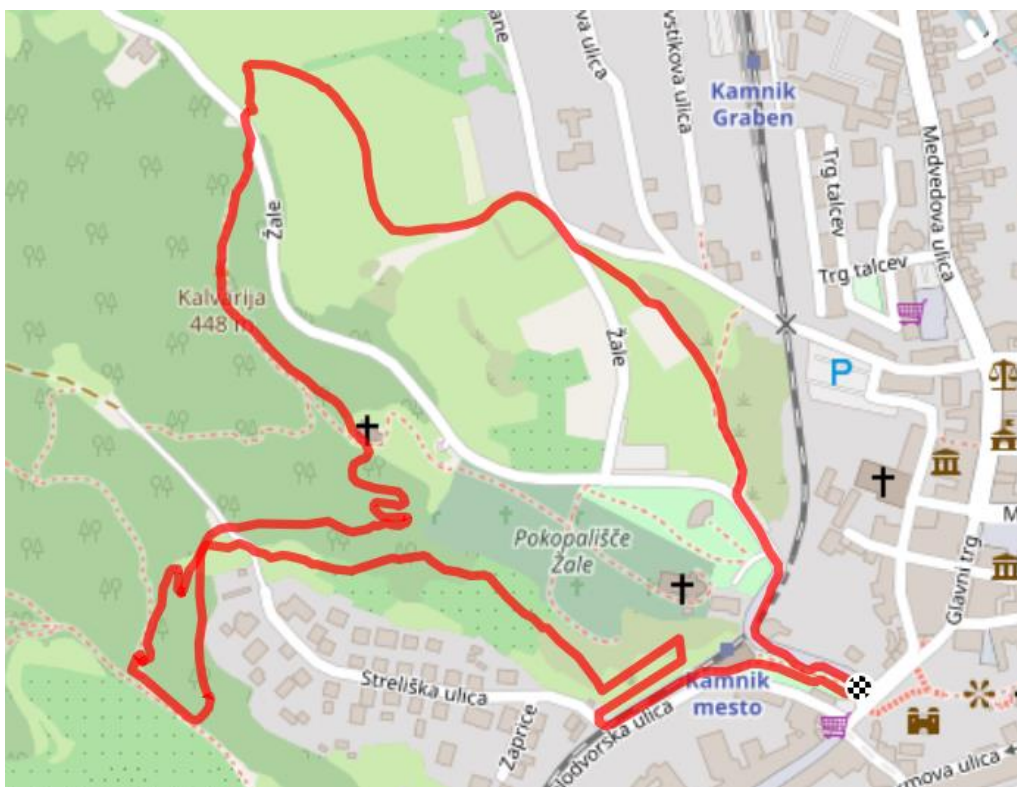 Kamnik
Graben
Medvedova ulica
Trg talcev
Trg talcev
Žale
Kalvarija
448 m
Žale
P
Pokopališče
Žale
Glavni trg
M
Streliška ulica
Kamnik
mesto
Zaprice